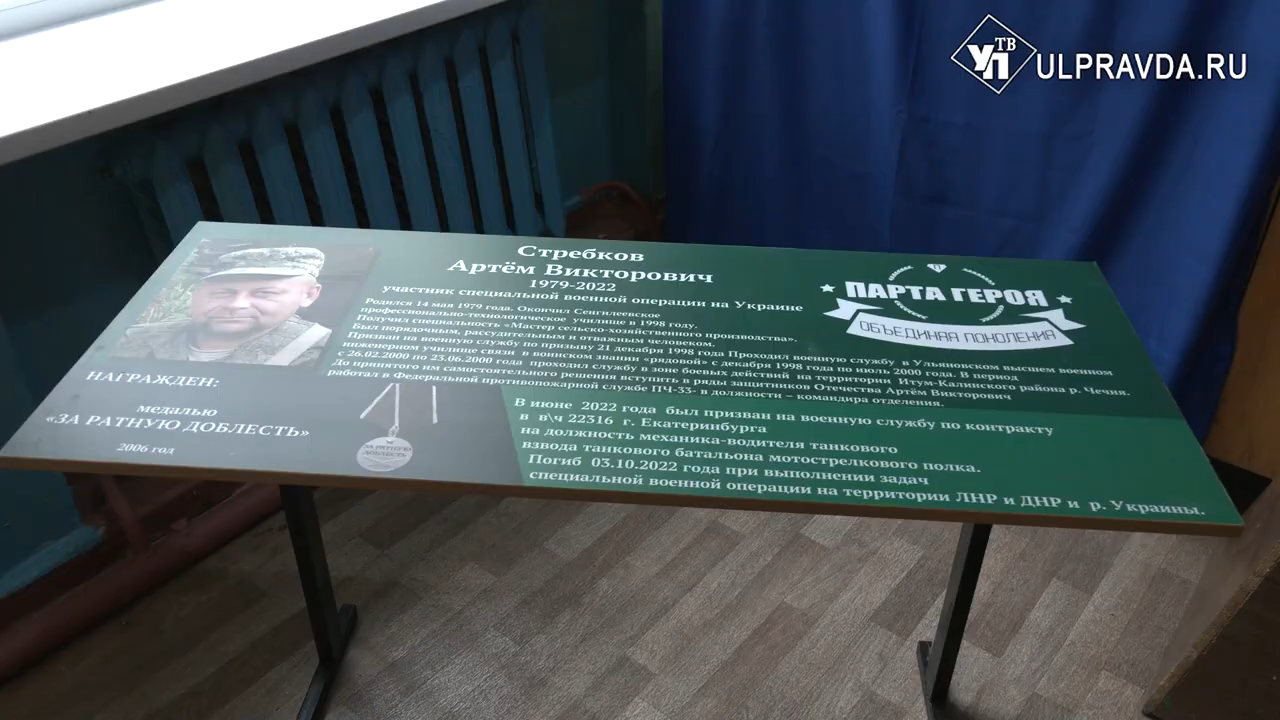 УП ТВ
ULPRAVDA.RU
Стребков
Артём Викторович
1979-2022
участник специальной военной операции на Украине
Родился 14 мая 1979 года. Окончил Сенгилеевское
профессионально-технологическое училище в 1998 году.
Получил специальность «Мастер сельско-хозяйственного производства».
Был порядочным, рассудительным и отважным человеком.
Призван на военную службу по призыву 21 декабря 1998 года Проходил военную службу в Ульяновском высшем военном
инженерном училище связи в воинском звании «рядовой» с декабря 1998 года по июль 2000 года. В период
с 26.02.2000 по 23.06.2000 года проходил службу в зоне боевых действий на территории Итум-Калинского района р. Чечня.
До принятого им самостоятельного решения вступить в ряды защитников Отечества Артём Викторович
работал в Федеральной противопожарной службе ПЧ-33- в должности – командира отделения.
ПАРТА ГЕРОЯ
ОБЪЕДИНЯЯ ПОКОЛЕНИЯ
НАГРАЖДЕН:
медалью
«ЗА РАТНУЮ ДОБЛЕСТЬ»
2006 год
ЗА РАТНУЮ
ДОБЛЕСТЬ
В июне 2022 года был призван на военную службу по контракту
в в\ч 22316 г. Екатеринбурга
на должность механика-водителя танкового
взвода танкового батальона мотострелкового полка.
Погиб 03.10.2022 года при выполнении задач
специальной военной операции на территории ЛНР и ДНР и р. Украины.